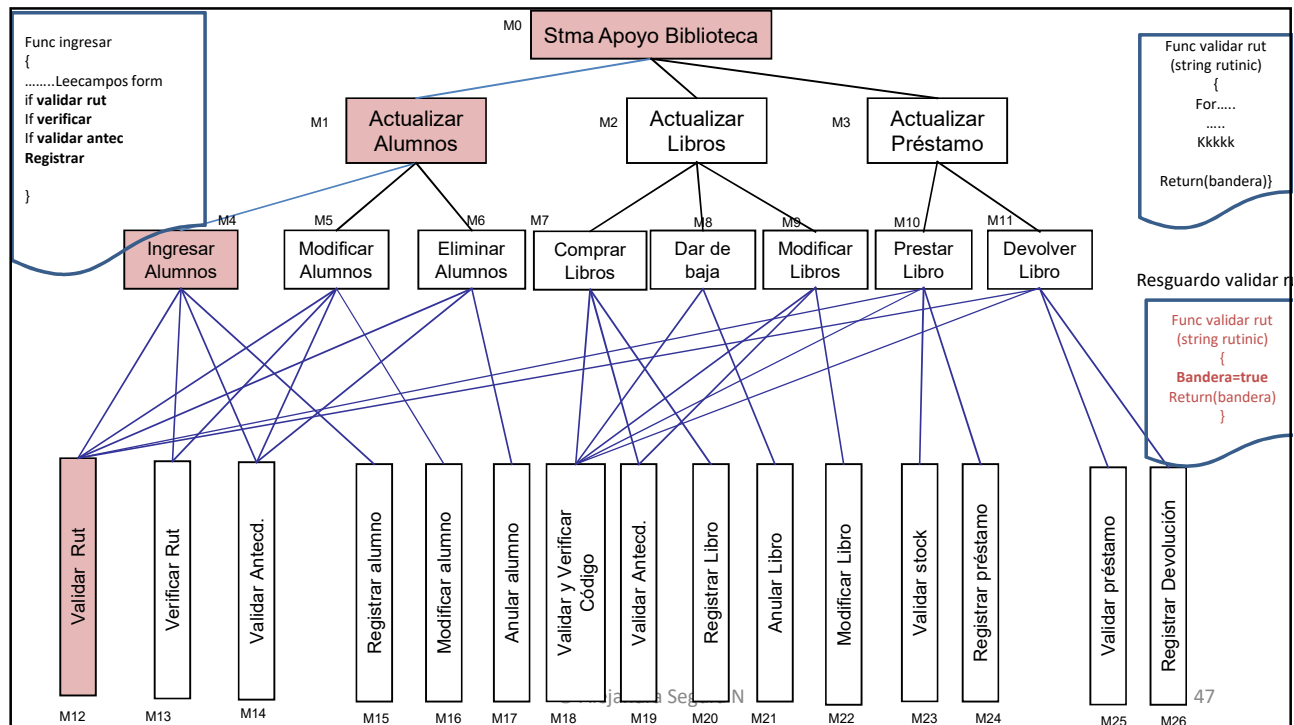 M0
Stma Apoyo Biblioteca
Func ingresar
{
........Leecampos form
if validar rut
If verificar
If validar antec
Registrar
}
Func validar rut
(string rutinic)
{
For.....
.....
Kkkkk
Return(bandera)}
M1
Actualizar
Alumnos
M2
Actualizar
Libros
M3
Actualizar
Préstamo
M4
Ingresar
Alumnos
M5
Modificar
Alumnos
M6
Eliminar
Alumnos
M7
Comprar
Libros
M8
Dar de
baja
M9
Modificar
Libros
M10
Prestar
Libro
M11
Devolver
Libro
Resguardo validar
Func validar rut
(string rutinic)
{
Bandera=true
Return(bandera)
}
Validar Rut
Verificar Rut
Validar Antecd.
Registrar alumno
Modificar alumno
Anular alumno
Validar y Verificar
Código
Validar Antecd.
Registrar Libro
Anular Libro
Modificar Libro
Validar stock
Registrar préstamo
Validar préstamo
Registrar Devolución
N
47
M12
M13
M14
M15
M16
M17
M18
M19
M20
M21
M22
M23
M24
M25
M26